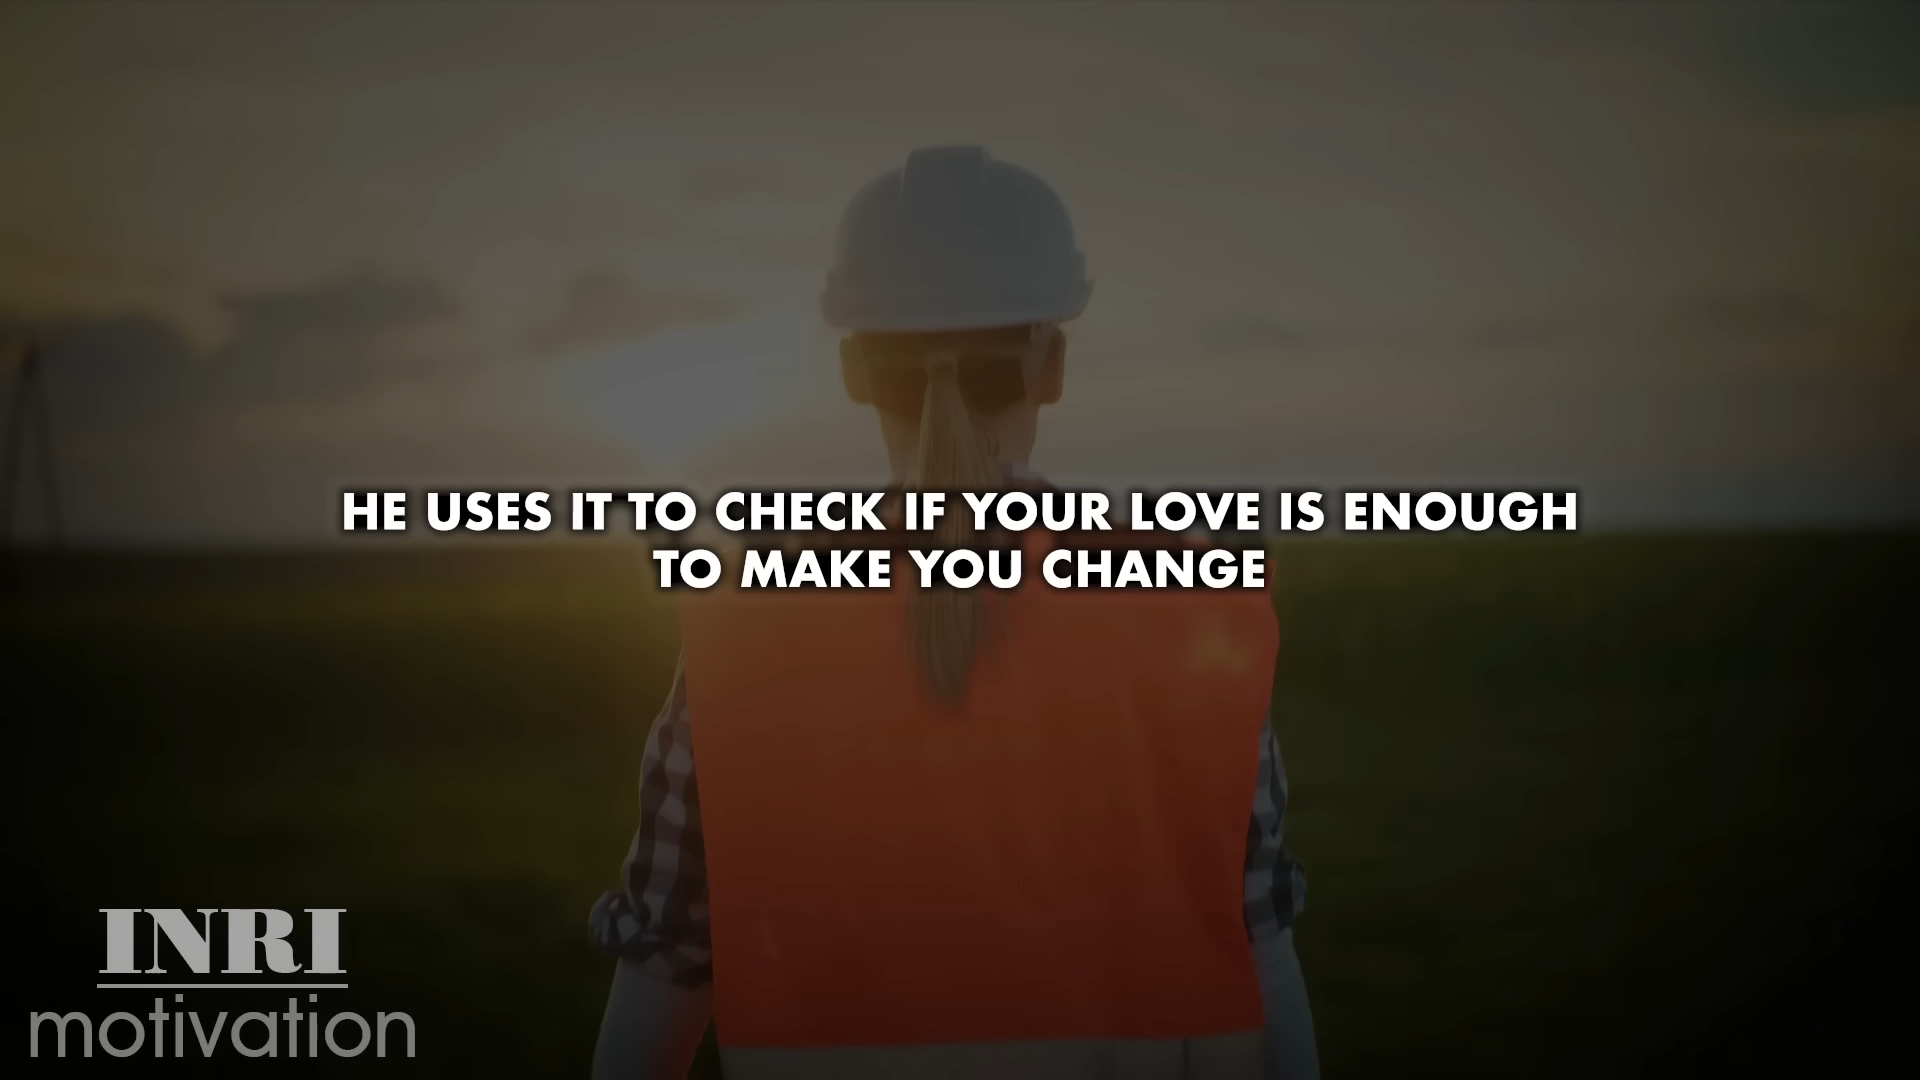 HE USES IT TO CHECK IF YOUR LOVE IS ENOUGH
TO MAKE YOU CHANGE
INRI
motivation